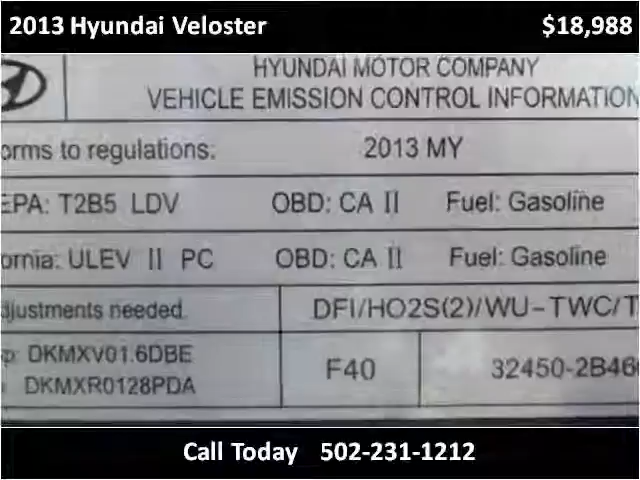 2013 Hyundai Veloster $18,988
HYUNDAI MOTOR COMPANY
VEHICLE EMISSION CONTROL INFORMATION
orms to regulations: 2013 MY
EPA: T2B5 LDV OBD: CA II Fuel: Gasoline
ornia: ULEV II PC OBD: CA II Fuel: Gasoline
djustments needed. DFI/HO2S(2)/WU-TWC/T
p: DKMXV01.6DBE
DKMXR0128PDA
F40 32450-2B46
Call Today 502-231-1212